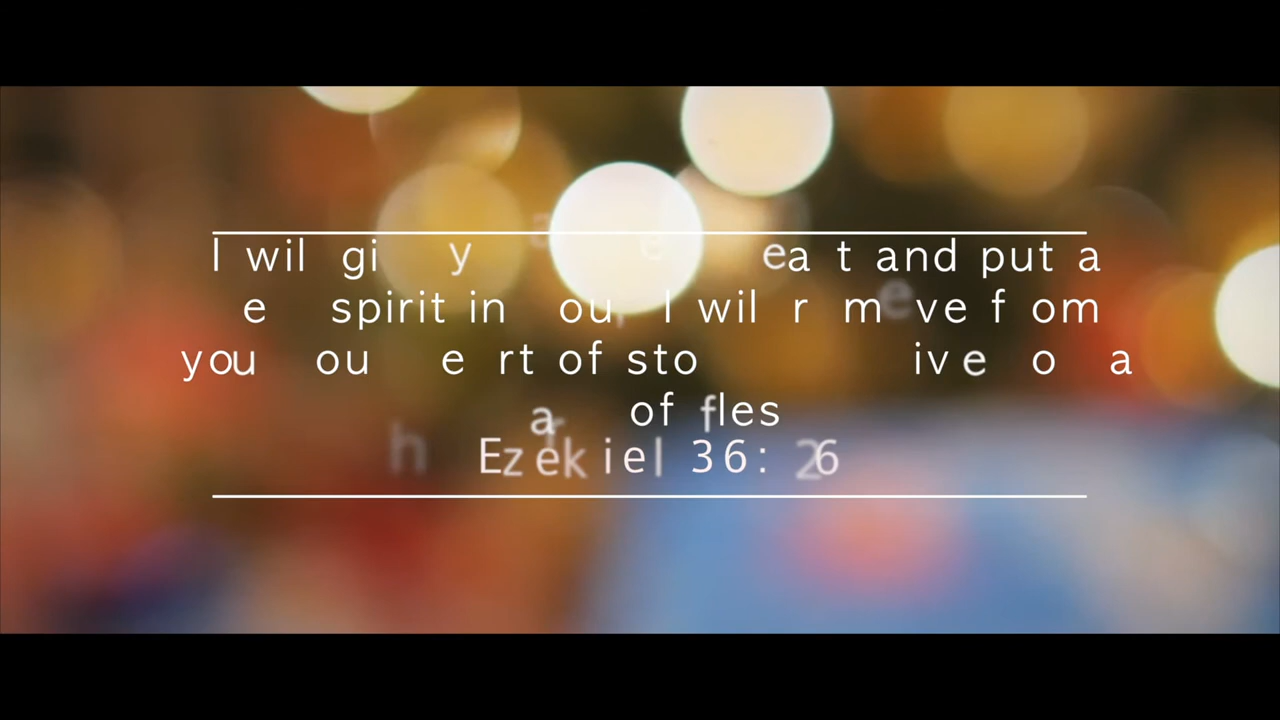 I wil gi y a e ea t and put a
e spirit in ou, I wil r m e ve f om
you ou e rt of sto ive o a
a r of fles
h Ezekiel 36: 26